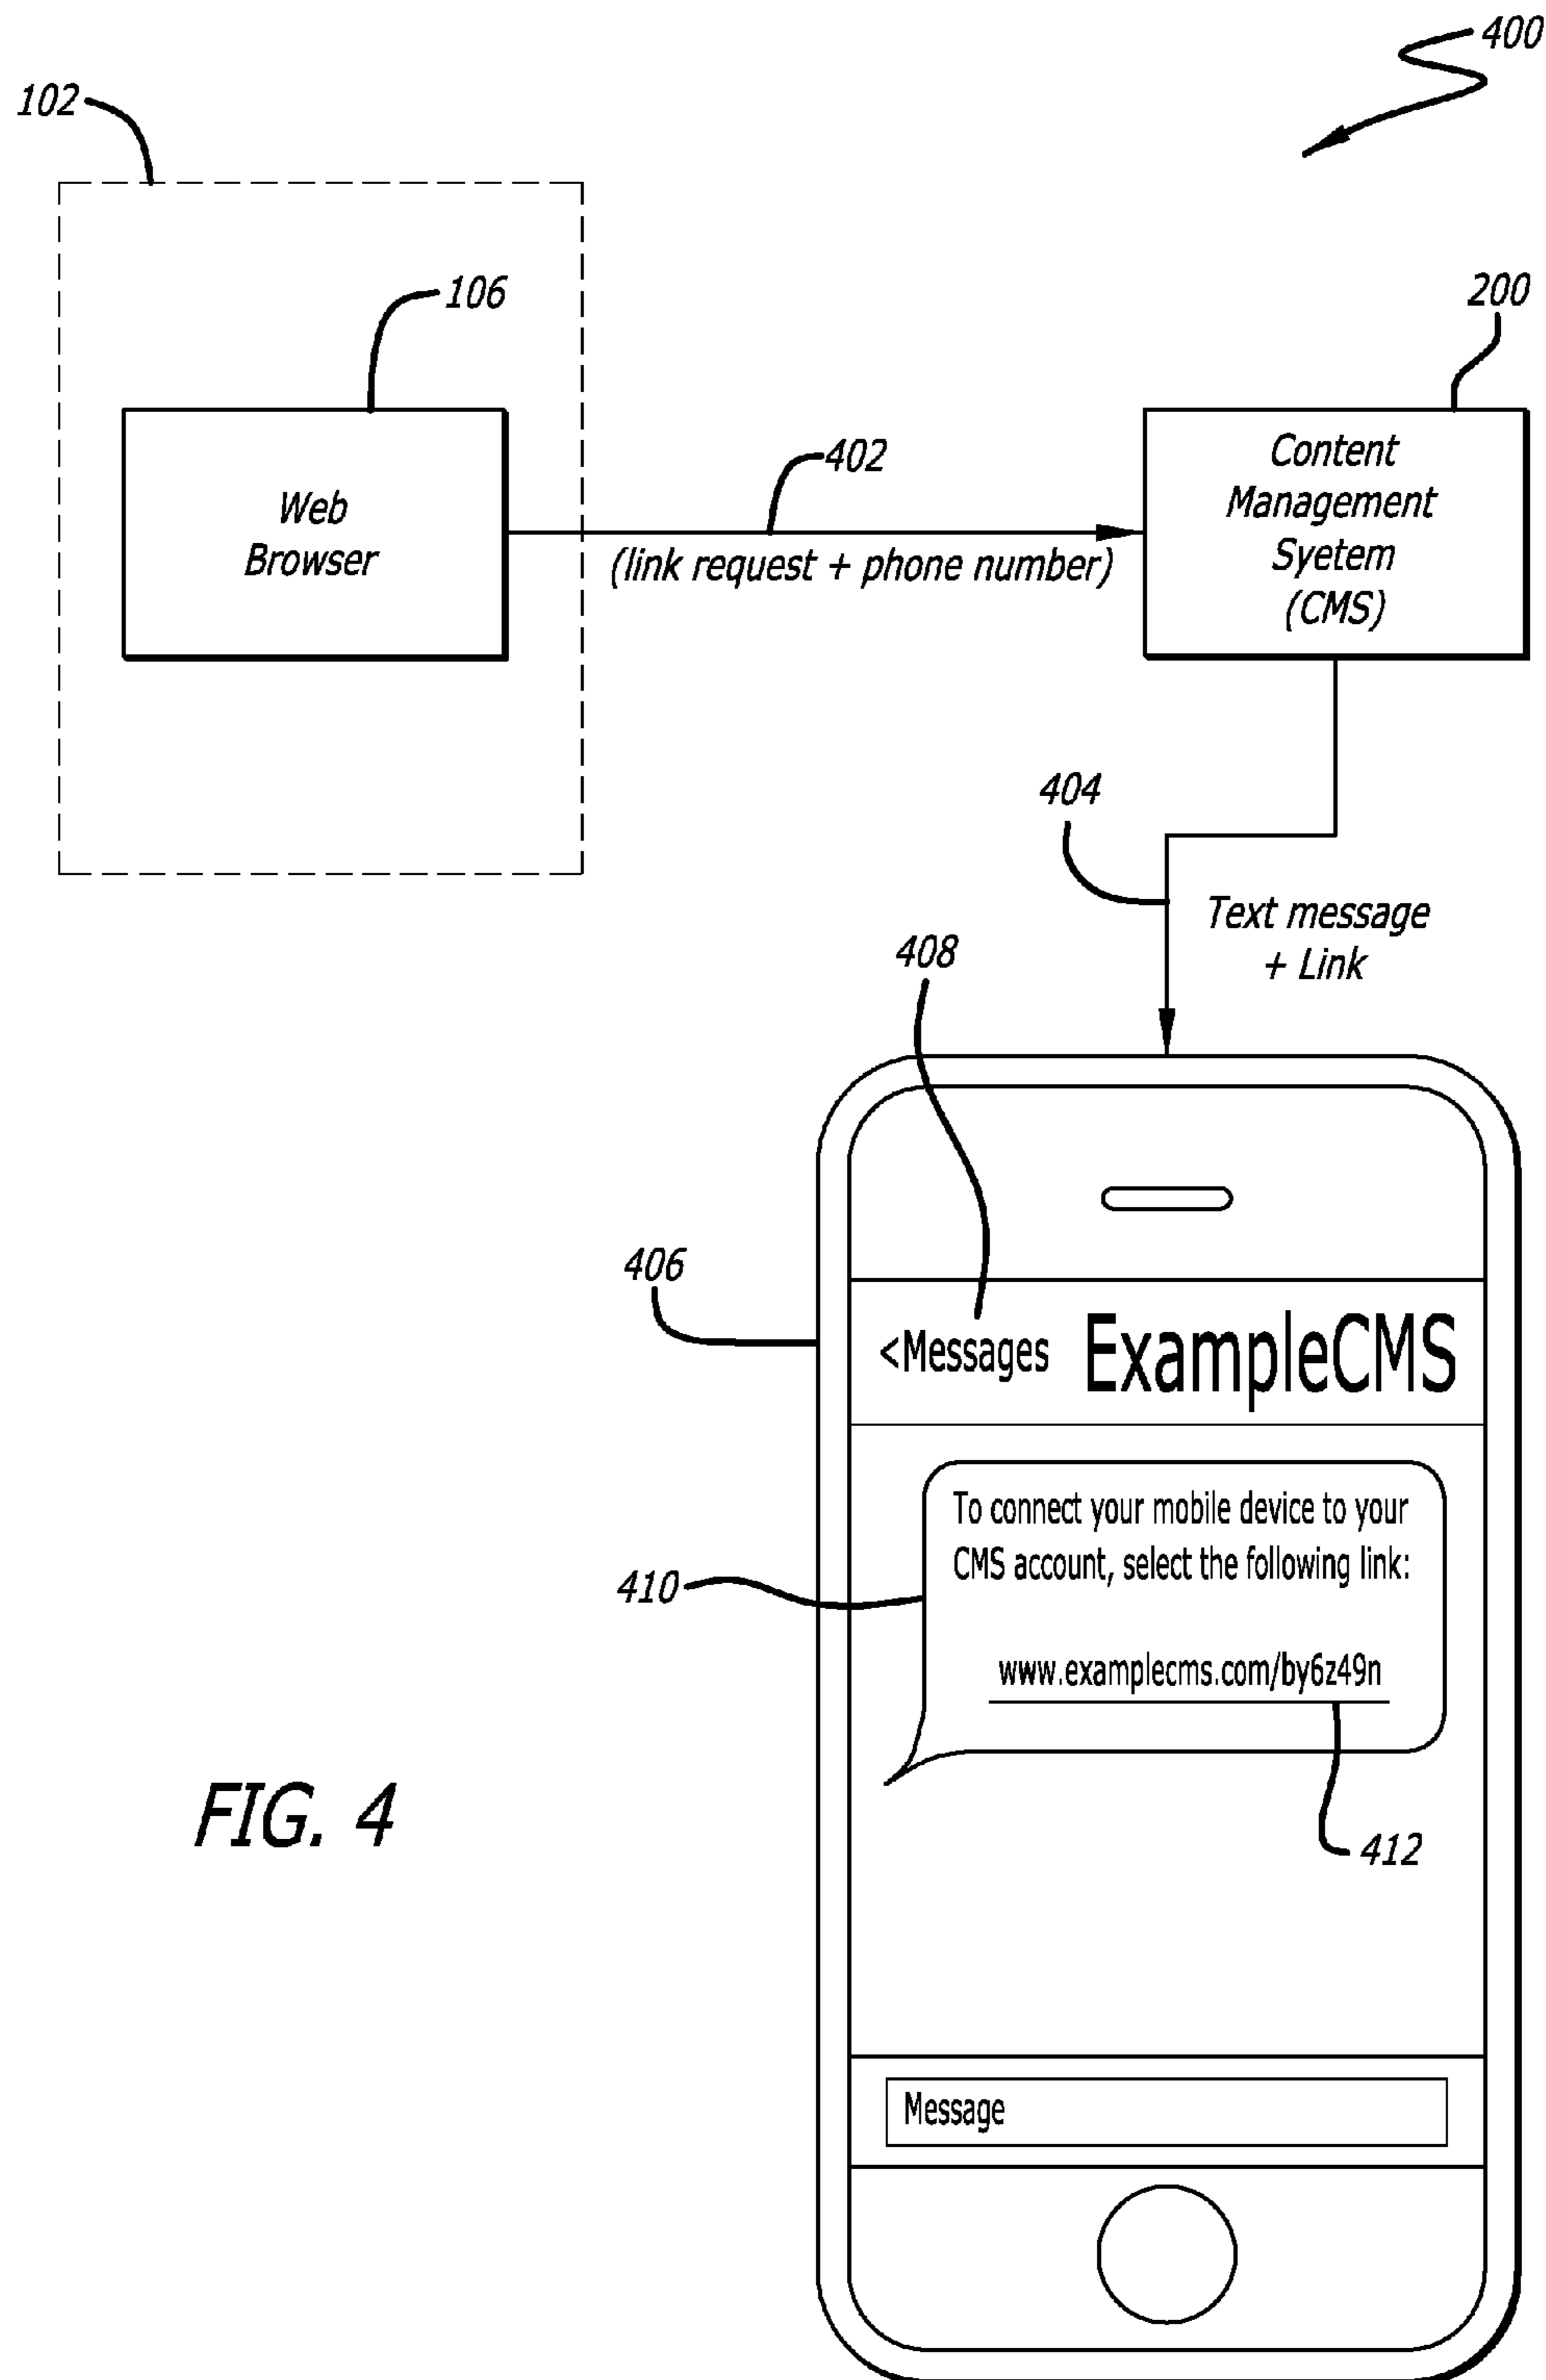 400
102
106
200
Web
Browser
402
(link request + phone number)
Content
Management
Syetem
(CMS)
404
Text message
+ Link
408
406
<Messages ExampleCMS
To connect your mobile device to your
CMS account, select the following link:
410
www.examplecms.com/by6z49n
412
FIG. 4
Message